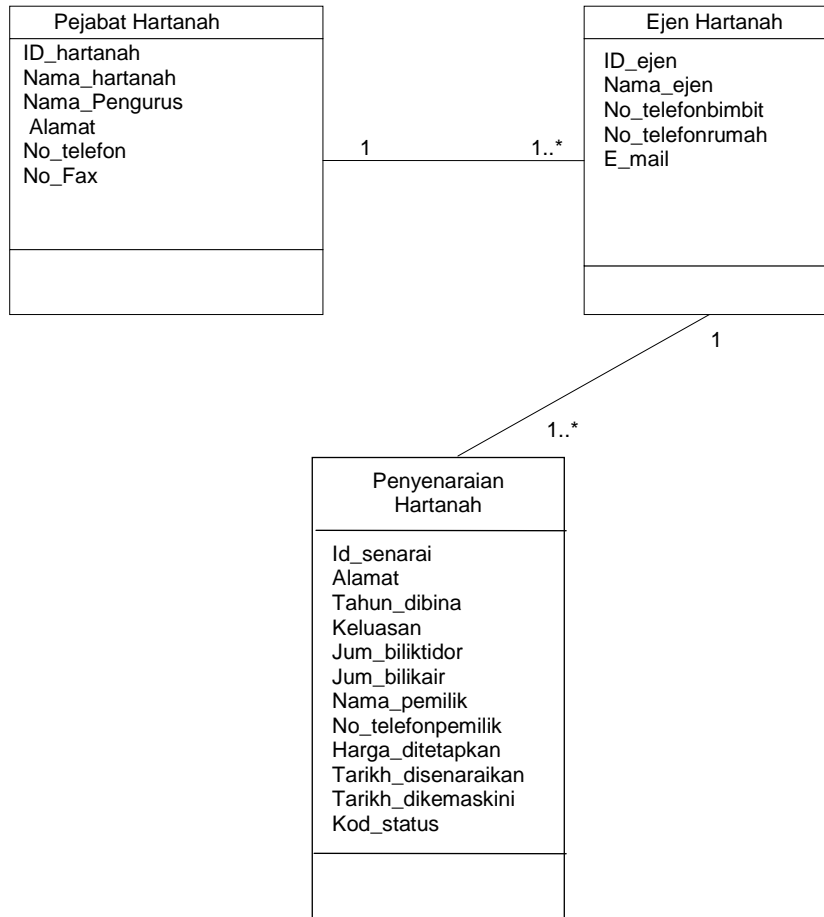 Pejabat Hartanah
ID_hartanah
Nama_hartanah
Nama_Pengurus
Alamat
No_telefon
No_Fax
1
1..*
Ejen Hartanah
ID_ejen
Nama_ejen
No_telefonbimbit
No_telefonrumah
E_mail
1
1..*
Penyenaraian
Hartanah
Id_senarai
Alamat
Tahun_dibina
Keluasan
Jum_biliktidor
Jum_bilikair
Nama_pemilik
No_telefonpemilik
Harga_ditetapkan
Tarikh_disenaraikan
Tarikh_dikemaskini
Kod_status